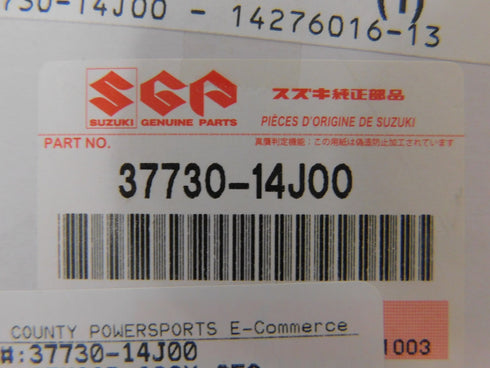 730-14J00 - 14276016-13
(1)
SGP
SUZUKI GENUINE PARTS
スズキ純正部品
PIÈCES D'ORIGINE DE SUZUKI
PART NO.
真贋判定機能：この用紙は偽造防止加工されています
37730-14J00
COUNTY POWERSPORTS E-Commerce
#:37730-14J00
1003